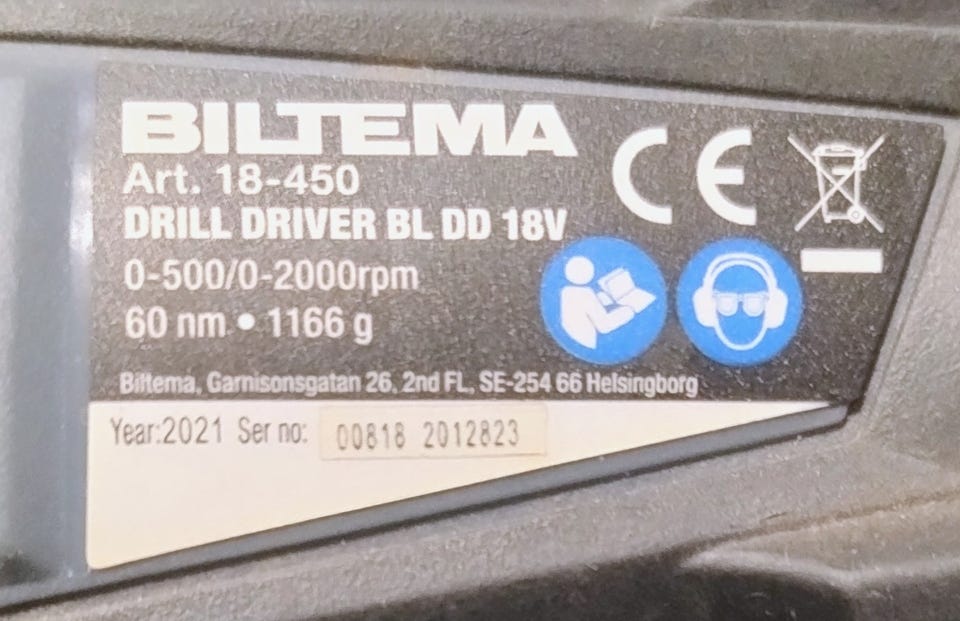 BILTEMA
Art. 18-450
DRILL DRIVER BL DD 18V
0-500/0-2000rpm
60 nm • 1166 g
CE
Biltema, Garnisonsgatan 26, 2nd FL, SE-254 66 Helsingborg
Year:2021 Ser no: 00818 2012823